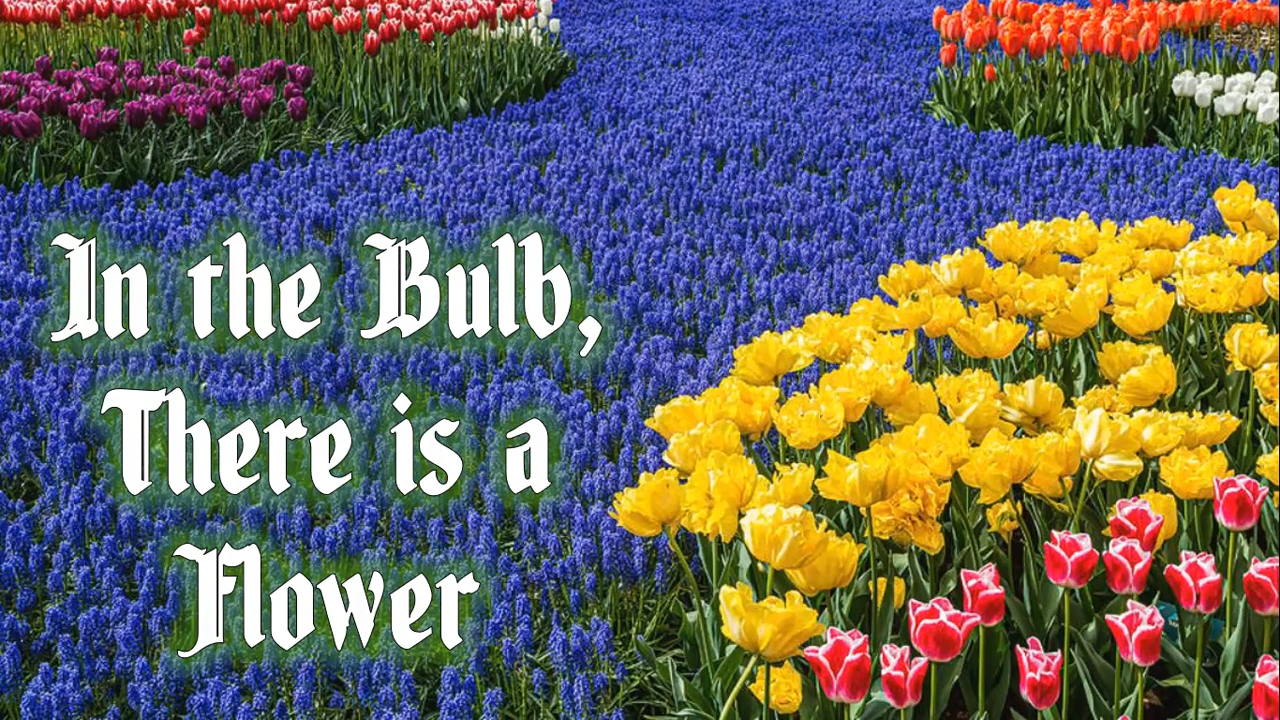 In the Bulb,
There is a
Flower